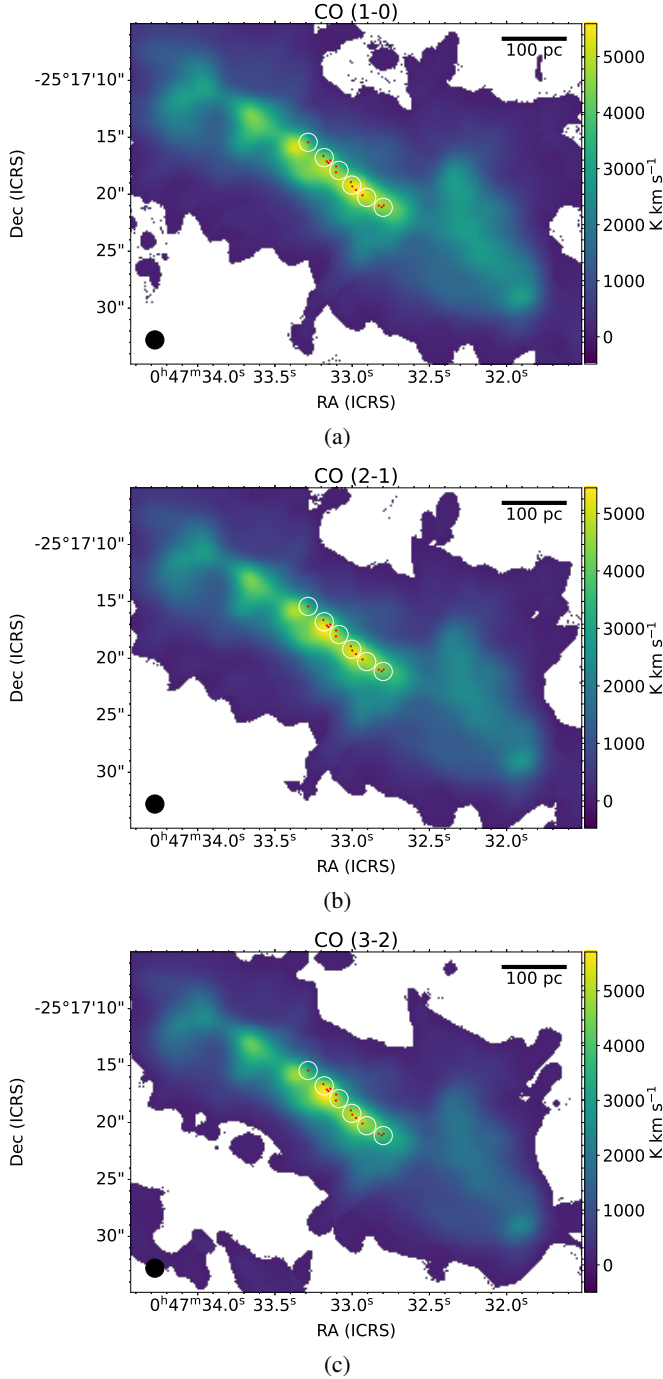 CO (1-0)
100 pc
-25°17'10"
15"
20"
25"
30"
Dec (ICRS)
0ʰ47ᵐ34.0ˢ 33.5ˢ 33.0ˢ 32.5ˢ 32.0ˢ
RA (ICRS)
5000
4000
3000
2000
1000
0
K km s⁻¹
(a)
CO (2-1)
100 pc
-25°17'10"
15"
20"
25"
30"
Dec (ICRS)
0ʰ47ᵐ34.0ˢ 33.5ˢ 33.0ˢ 32.5ˢ 32.0ˢ
RA (ICRS)
5000
4000
3000
2000
1000
0
K km s⁻¹
(b)
CO (3-2)
100 pc
-25°17'10"
15"
20"
25"
30"
Dec (ICRS)
0ʰ47ᵐ34.0ˢ 33.5ˢ 33.0ˢ 32.5ˢ 32.0ˢ
RA (ICRS)
5000
4000
3000
2000
1000
0
K km s⁻¹
(c)